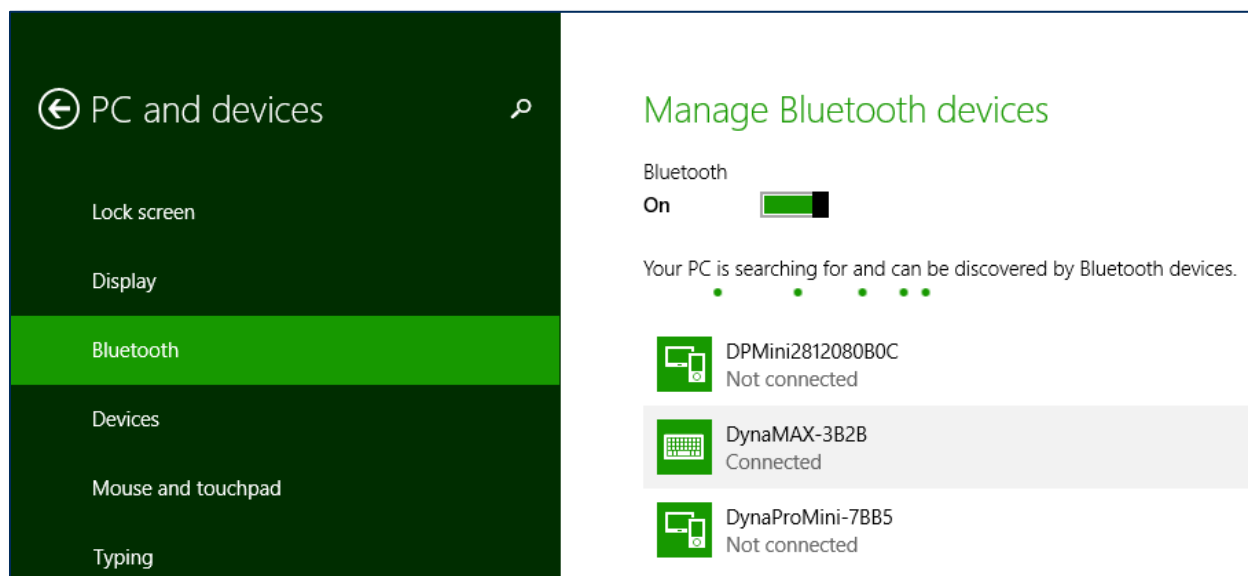 PC and devices
Lock screen
Display
Bluetooth
Devices
Mouse and touchpad
Typing
Manage Bluetooth devices
Bluetooth
On
Your PC is searching for and can be discovered by Bluetooth devices.
DPMini2812080B0C
Not connected
DynaMAX-3B2B
Connected
DynaProMini-7BB5
Not connected